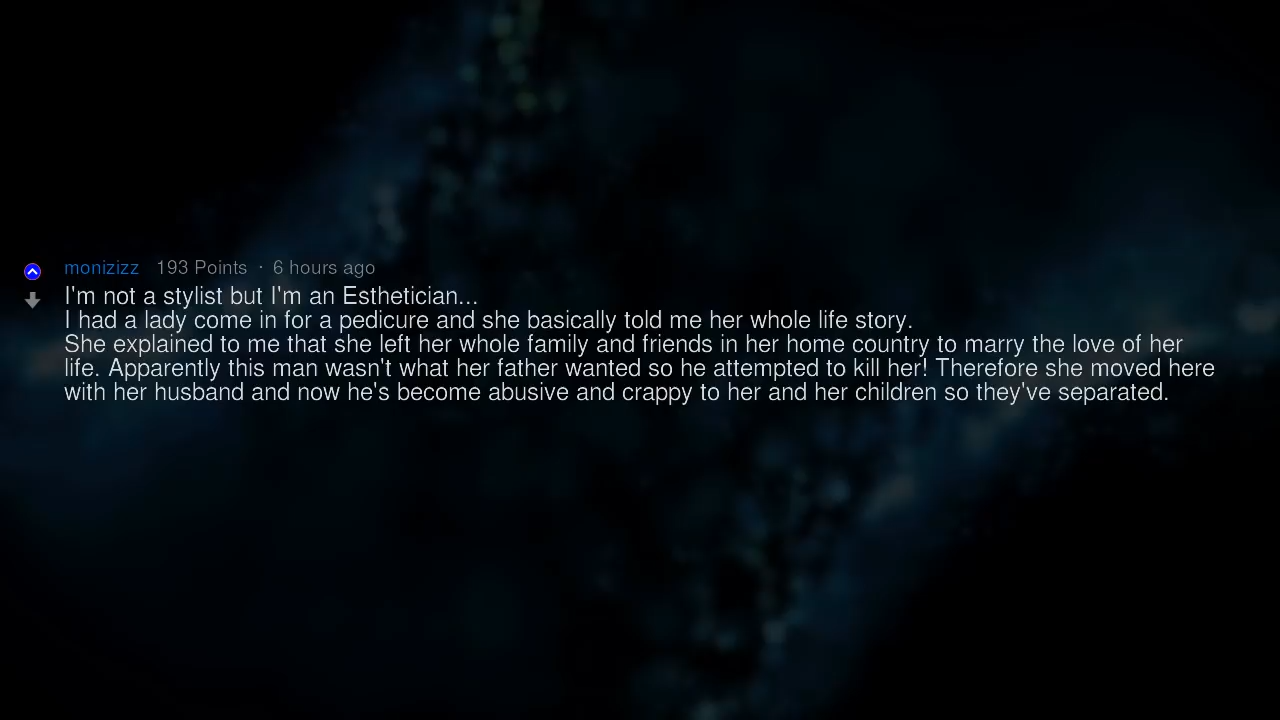 monizizz 193 Points · 6 hours ago
I'm not a stylist but I'm an Esthetician...
I had a lady come in for a pedicure and she basically told me her whole life story.
She explained to me that she left her whole family and friends in her home country to marry the love of her
life. Apparently this man wasn't what her father wanted so he attempted to kill her! Therefore she moved here
with her husband and now he's become abusive and crappy to her and her children so they've separated.